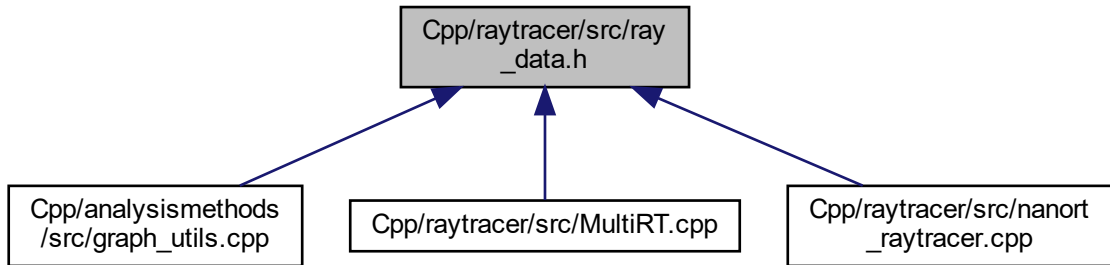 Cpp/raytracer/src/ray
_data.h
Cpp/analysismethods
/src/graph_utils.cpp
Cpp/raytracer/src/MultiRT.cpp
Cpp/raytracer/src/nanort
_raytracer.cpp